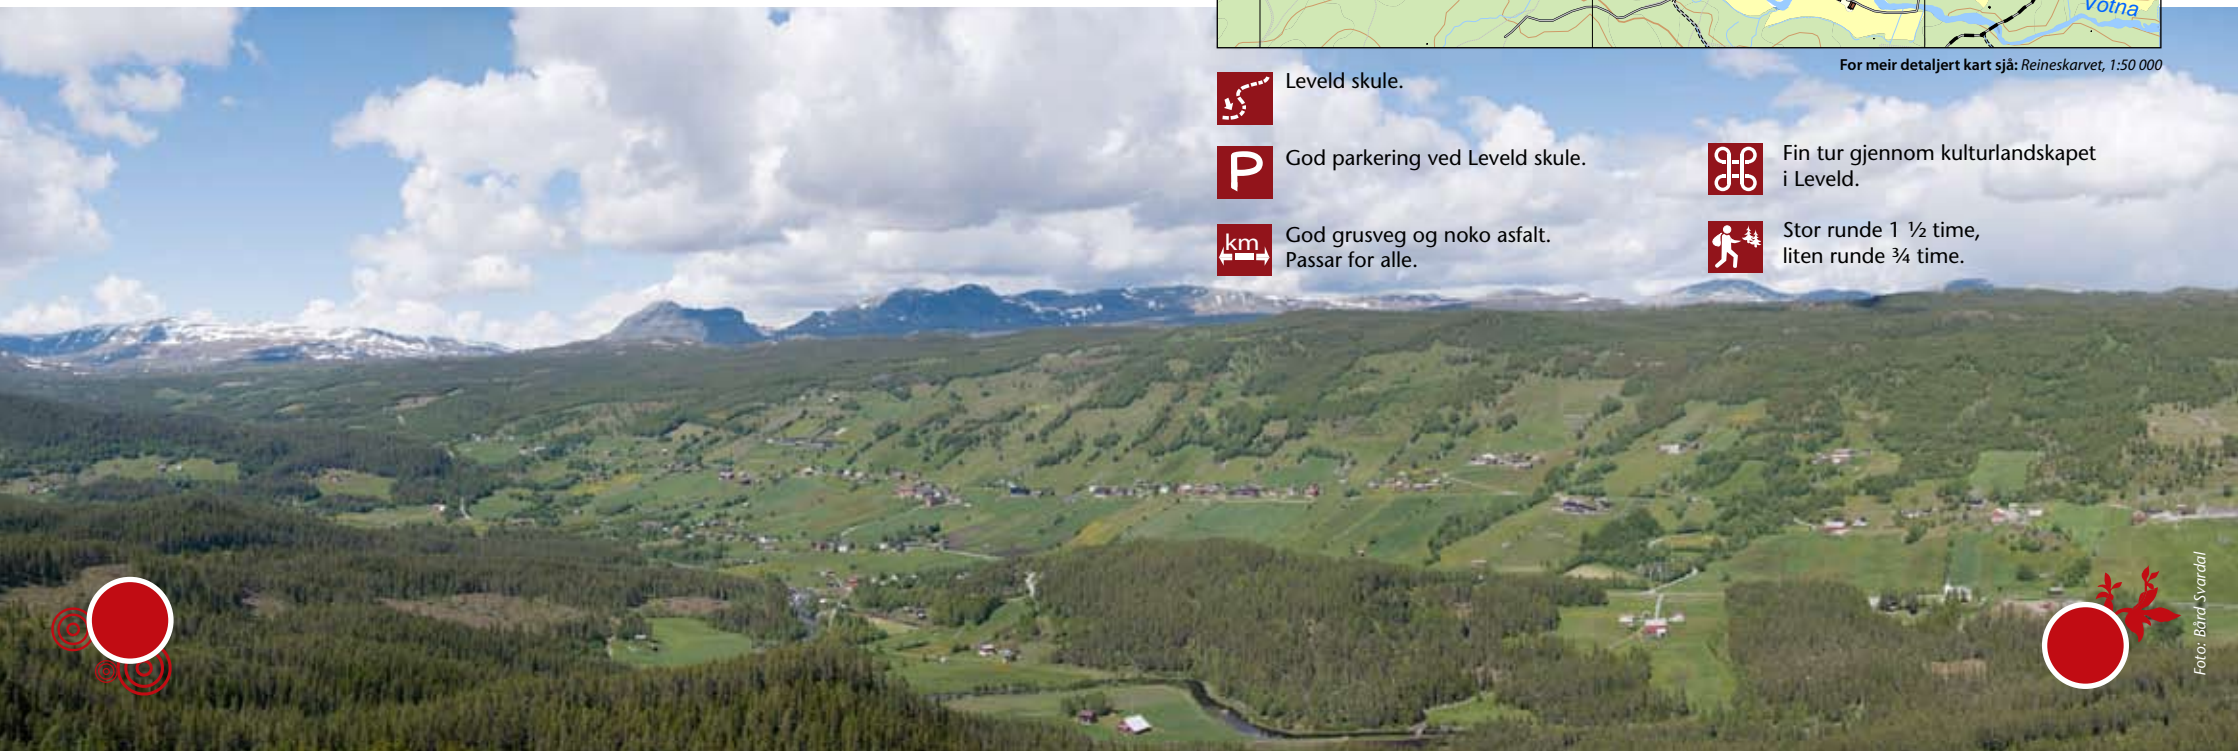 Votna
For meir detaljert kart sjå: Reineskarvet, 1:50 000
Leveld skule.
P
God parkering ved Leveld skule.
km
God grusveg og noko asfalt.
Passar for alle.
Fin tur gjennom kulturlandskapet
i Leveld.
Stor runde 1 ½ time,
liten runde ¾ time.
Foto: Bård Svardal